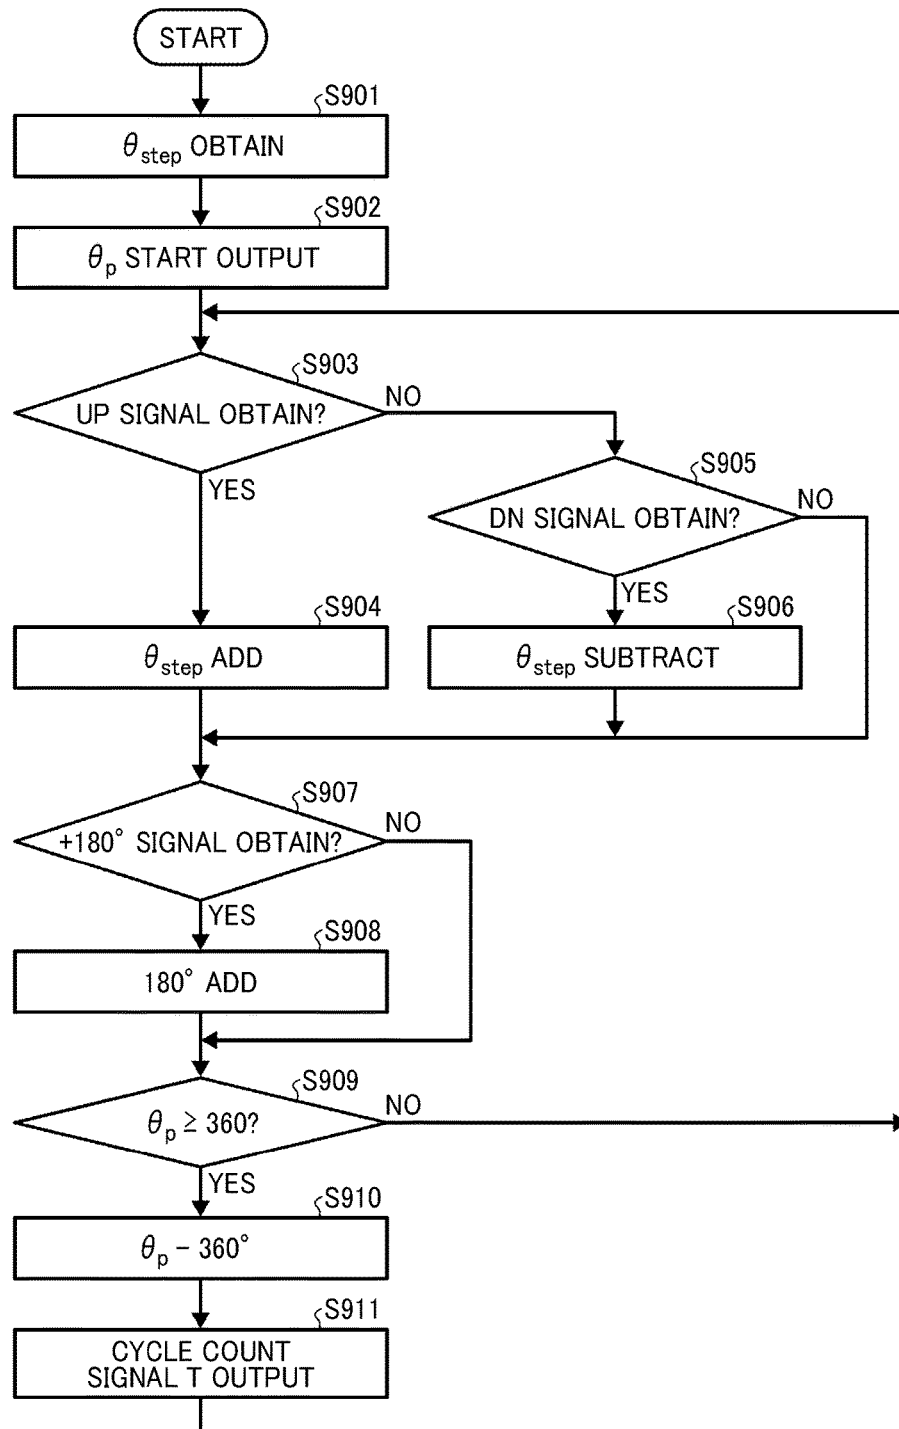 START
S901
θstep OBTAIN
S902
θp START OUTPUT
S903
UP SIGNAL OBTAIN?
NO
YES
S905
DN SIGNAL OBTAIN?
NO
YES
S904
θstep ADD
S906
θstep SUBTRACT
S907
+180° SIGNAL OBTAIN?
NO
YES
S908
180° ADD
S909
θp ≥ 360?
NO
YES
S910
θp − 360°
S911
CYCLE COUNT
SIGNAL T OUTPUT